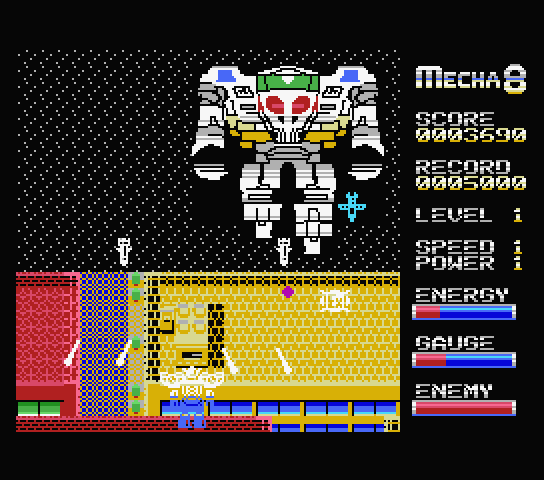 MECHA 8
SCORE
0003690
RECORD
0005000
LEVEL 1
SPEED 1
POWER 1
ENERGY
GAUGE
ENEMY